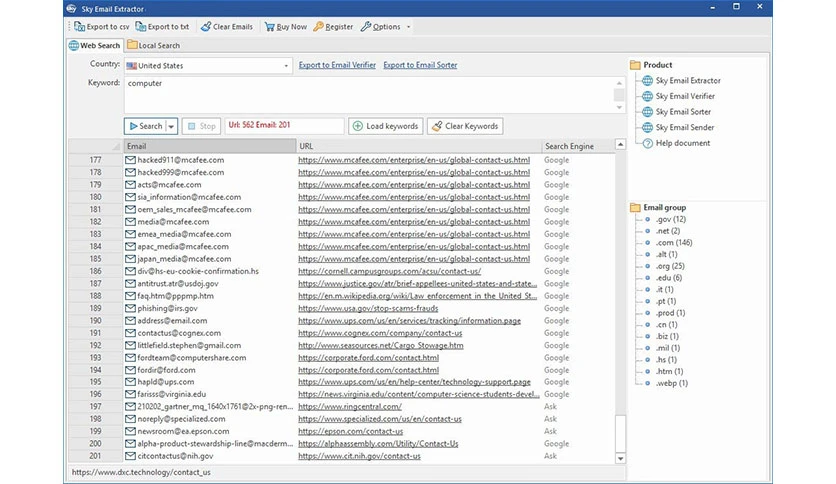 Sky Email Extractor
Export to csv Export to txt Clear Emails Buy Now Register Options
Web Search Local Search
Country: United States Export to Email Verifier Export to Email Sorter
Keyword: computer
Search Stop Url: 562 Email: 201 Load keywords Clear Keywords
Email URL Search Engine
177 hacked911@mcafee.com https://www.mcafee.com/enterprise/en-us/global-contact-us.html Google
178 hacked999@mcafee.com https://www.mcafee.com/enterprise/en-us/global-contact-us.html Google
179 acts@mcafee.com https://www.mcafee.com/enterprise/en-us/global-contact-us.html Google
180 sia_information@mcafee.com https://www.mcafee.com/enterprise/en-us/global-contact-us.html Google
181 oem_sales_mcafee@mcafee.com https://www.mcafee.com/enterprise/en-us/global-contact-us.html Google
182 media@mcafee.com https://www.mcafee.com/enterprise/en-us/global-contact-us.html Google
183 emea_media@mcafee.com https://www.mcafee.com/enterprise/en-us/global-contact-us.html Google
184 apac_media@mcafee.com https://www.mcafee.com/enterprise/en-us/global-contact-us.html Google
185 japan_media@mcafee.com https://www.mcafee.com/enterprise/en-us/global-contact-us.html Google
186 div@hs-eu-cookie-confirmation.hs https://cornell.campusgroups.com/acsu/contact-us/ Google
187 antitrust.atr@usdoj.gov https://www.justice.gov/atr/brief-appellees-united-states-and-state... Google
188 faq.htm@pppmp.htm https://en.m.wikipedia.org/wiki/Law_enforcement_in_the_United_St... Google
189 phishing@irs.gov https://www.usa.gov/stop-scams-frauds Google
190 address@email.com https://www.ups.com/us/en/services/tracking/information.page Google
191 contactus@cognex.com https://www.cognex.com/company/contact-us Google
192 littlefield.stephen@gmail.com http://www.seasources.net/Cargo_Stowage.htm Google
193 fordteam@computershare.com https://corporate.ford.com/contact.html Google
194 fordir@ford.com https://corporate.ford.com/contact.html Google
195 hapld@ups.com https://www.ups.com/us/en/help-center/technology-support.page Google
196 farisss@virginia.edu https://news.virginia.edu/content/computer-science-students-devel... Google
197 210202_gartner_mq_1640x1761@2x-png-ren... https://www.ringcentral.com/ Ask
198 noreply@specialized.com https://www.specialized.com/us/en/contact-us Ask
199 newsroom@ea.epson.com https://epson.com/contact-us Ask
200 alpha-product-stewardship-line@macderm... https://alphaassembly.com/Utility/Contact-Us Google
201 citcontactus@nih.gov https://www.cit.nih.gov/contact-us Ask
https://www.dxc.technology/contact_us
Product
Sky Email Extractor
Sky Email Verifier
Sky Email Sorter
Sky Email Sender
Help document
Email group
.gov (12)
.net (2)
.com (146)
.alt (1)
.org (25)
.edu (6)
.it (1)
.pt (1)
.prod (1)
.cn (1)
.biz (1)
.mil (1)
.hs (1)
.htm (1)
.webp (1)